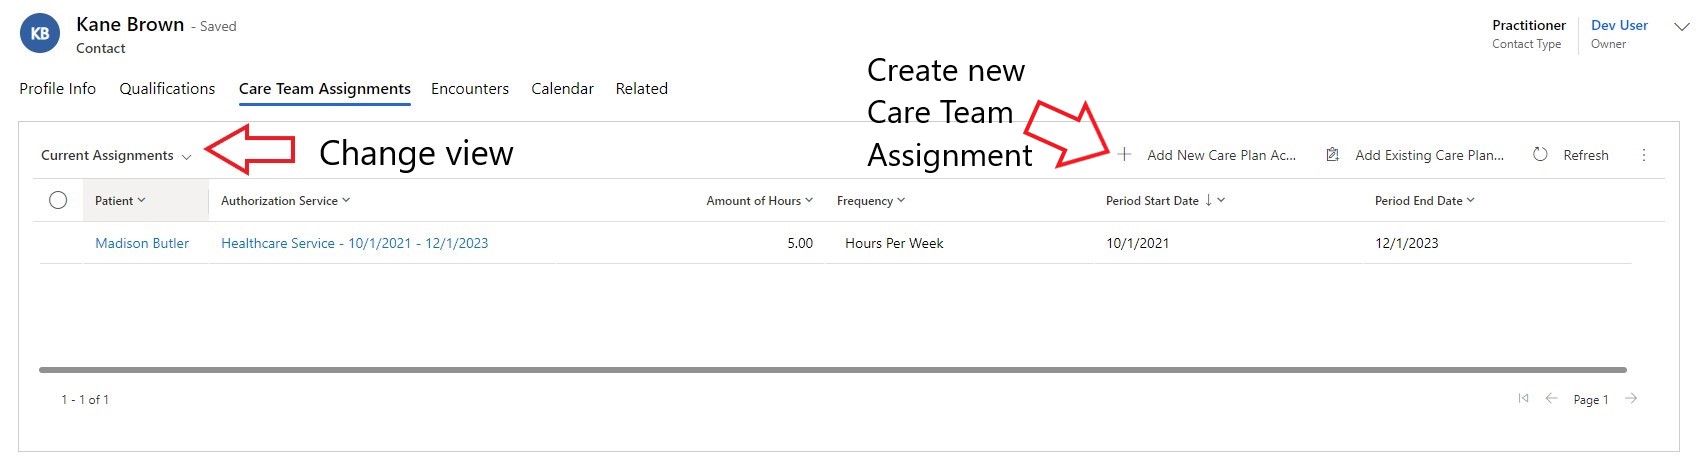 KB
Kane Brown - Saved
Contact
Practitioner
Contact Type
Dev User
Owner
Profile Info
Qualifications
Care Team Assignments
Encounters
Calendar
Related
Create new
Care Team
Assignment
Current Assignments
Change view
Add New Care Plan Ac...
Add Existing Care Plan...
Refresh
Patient
Authorization Service
Amount of Hours
Frequency
Period Start Date
Period End Date
Madison Butler
Healthcare Service - 10/1/2021 - 12/1/2023
5.00
Hours Per Week
10/1/2021
12/1/2023
1 - 1 of 1
Page 1